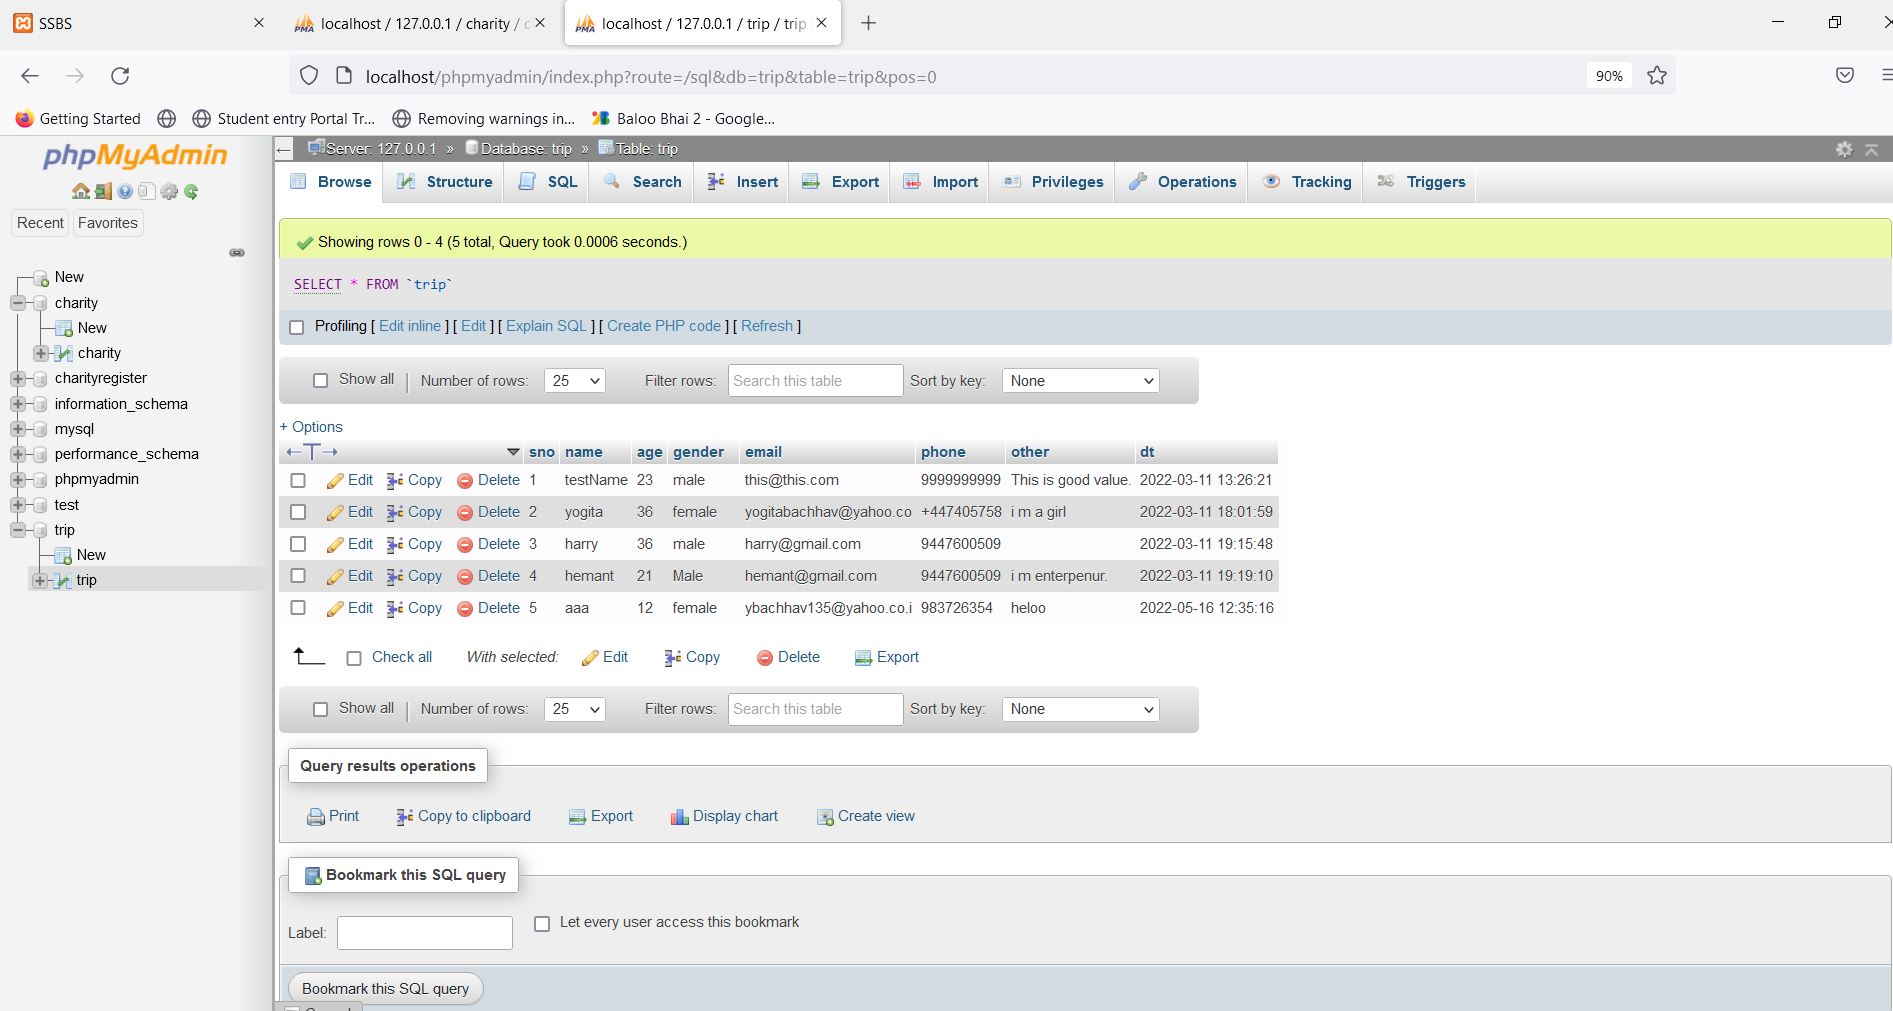 SSBS
localhost / 127.0.0.1 / charity / c
localhost / 127.0.0.1 / trip / trip
localhost/phpmyadmin/index.php?route=/sql&db=trip&table=trip&pos=0
90%
Getting Started
Student entry Portal Tr...
Removing warnings in...
Baloo Bhai 2 - Google...
phpMyAdmin
Recent
Favorites
New
charity
New
charity
charityregister
information_schema
mysql
performance_schema
phpmyadmin
test
trip
New
trip
Server: 127.0.0.1 » Database: trip » Table: trip
Browse Structure SQL Search Insert Export Import Privileges Operations Tracking Triggers
Showing rows 0 - 4 (5 total, Query took 0.0006 seconds.)
SELECT * FROM `trip`
Profiling [ Edit inline ] [ Edit ] [ Explain SQL ] [ Create PHP code ] [ Refresh ]
Show all | Number of rows: 25 Filter rows: Search this table Sort by key: None
+ Options
sno name age gender email phone other dt
Edit Copy Delete 1 testName 23 male this@this.com 9999999999 This is good value. 2022-03-11 13:26:21
Edit Copy Delete 2 yogita 36 female yogitabachhav@yahoo.co +447405758 i m a girl 2022-03-11 18:01:59
Edit Copy Delete 3 harry 36 male harry@gmail.com 9447600509 2022-03-11 19:15:48
Edit Copy Delete 4 hemant 21 Male hemant@gmail.com 9447600509 i m enterpenur. 2022-03-11 19:19:10
Edit Copy Delete 5 aaa 12 female ybachhav135@yahoo.co.i 983726354 heloo 2022-05-16 12:35:16
Check all With selected: Edit Copy Delete Export
Show all | Number of rows: 25 Filter rows: Search this table Sort by key: None
Query results operations
Print Copy to clipboard Export Display chart Create view
Bookmark this SQL query
Label: Let every user access this bookmark
Bookmark this SQL query